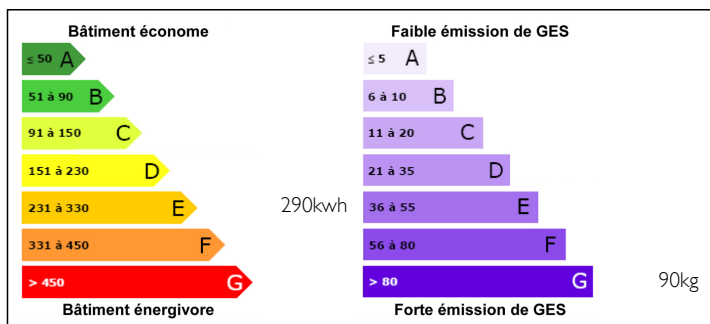 Bâtiment économe
≤ 50 A
51 à 90 B
91 à 150 C
151 à 230 D
231 à 330 E
290kwh
331 à 450 F
> 450 G
Bâtiment énergivore
Faible émission de GES
≤ 5 A
6 à 10 B
11 à 20 C
21 à 35 D
36 à 55 E
56 à 80 F
> 80 G
90kg
Forte émission de GES